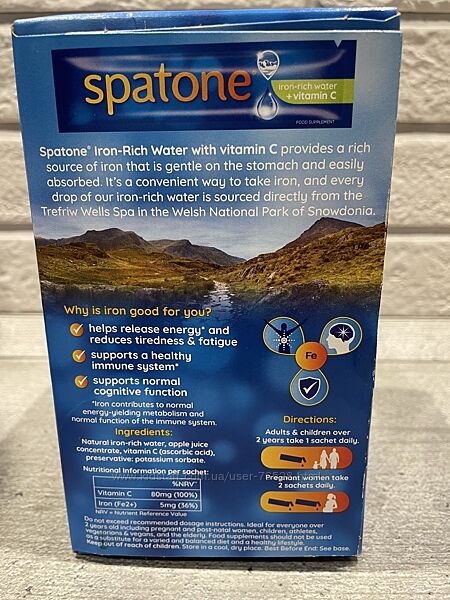 spatone®
iron-rich water
+ vitamin C
FOOD SUPPLEMENT
Spatone® Iron-Rich Water with vitamin C provides a rich
source of iron that is gentle on the stomach and easily
absorbed. It's a convenient way to take iron, and every
drop of our iron-rich water is sourced directly from the
Trefriw Wells Spa in the Welsh National Park of Snowdonia.
Why is iron good for you?
helps release energy* and
reduces tiredness & fatigue
supports a healthy
immune system*
supports normal
cognitive function
*Iron contributes to normal
energy-yielding metabolism and
normal function of the immune system.
Fe
Ingredients:
Natural iron-rich water, apple juice
concentrate, vitamin C (ascorbic acid),
preservative: potassium sorbate.
Nutritional information per sachet:
%NRV*
Vitamin C 80mg (100%)
Iron (Fe2+) 5mg (36%)
NRV = Nutrient Reference Value
Directions:
Adults & children over
2 years take 1 sachet daily.
Pregnant women take
2 sachets daily.
Do not exceed recommended dosage instructions. Ideal for everyone over
2 years old including pregnant and post-natal women, children, athletes,
vegetarians & vegans, and the elderly. Food supplements should not be used
as a substitute for a varied and balanced diet and a healthy lifestyle.
Keep out of reach of children. Store in a cool, dry place. Best Before End: See base.